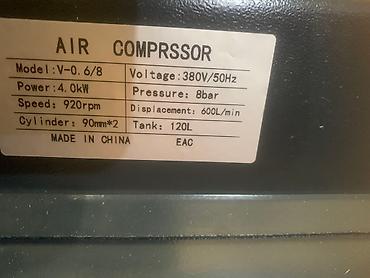 AIR COMPRSSOR
Model:V-0.6/8 Voltage:380V/50Hz
Power:4.0kW Pressure: 8bar
Speed: 920rpm Displacement: 600L/min
Cylinder: 90mm*2 Tank: 120L
MADE IN CHINA EAC